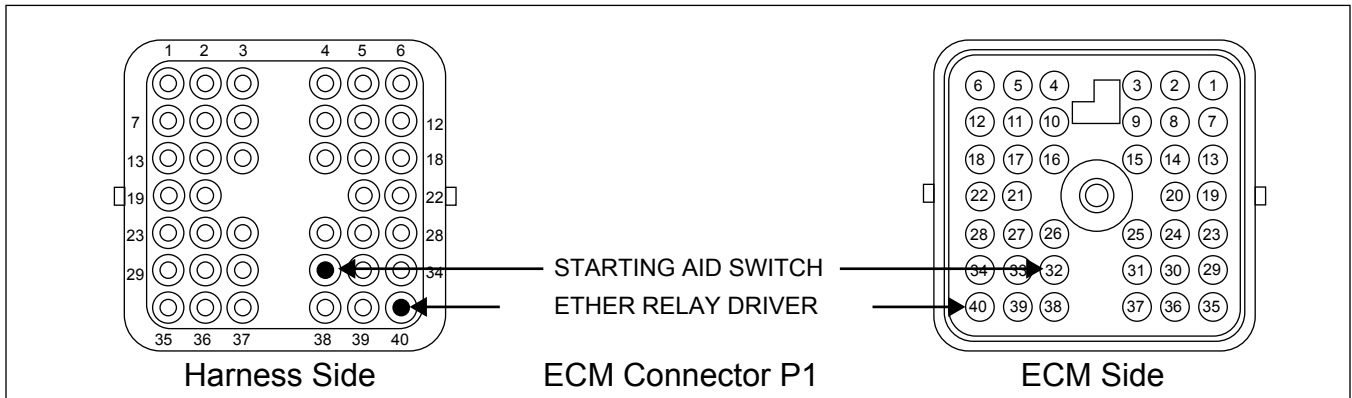 1 2 3 4 5 6
6 5 4 3 2 1
7 12
12 11 10 9 8 7
13 18
18 17 16 15 14 13
19 22
22 21 20 19
23 28
28 27 26 25 24 23
29 34
STARTING AID SWITCH
34 33 32 31 30 29
ETHER RELAY DRIVER
40 39 38 37 36 35
35 36 37 38 39 40
Harness Side
ECM Connector P1
ECM Side